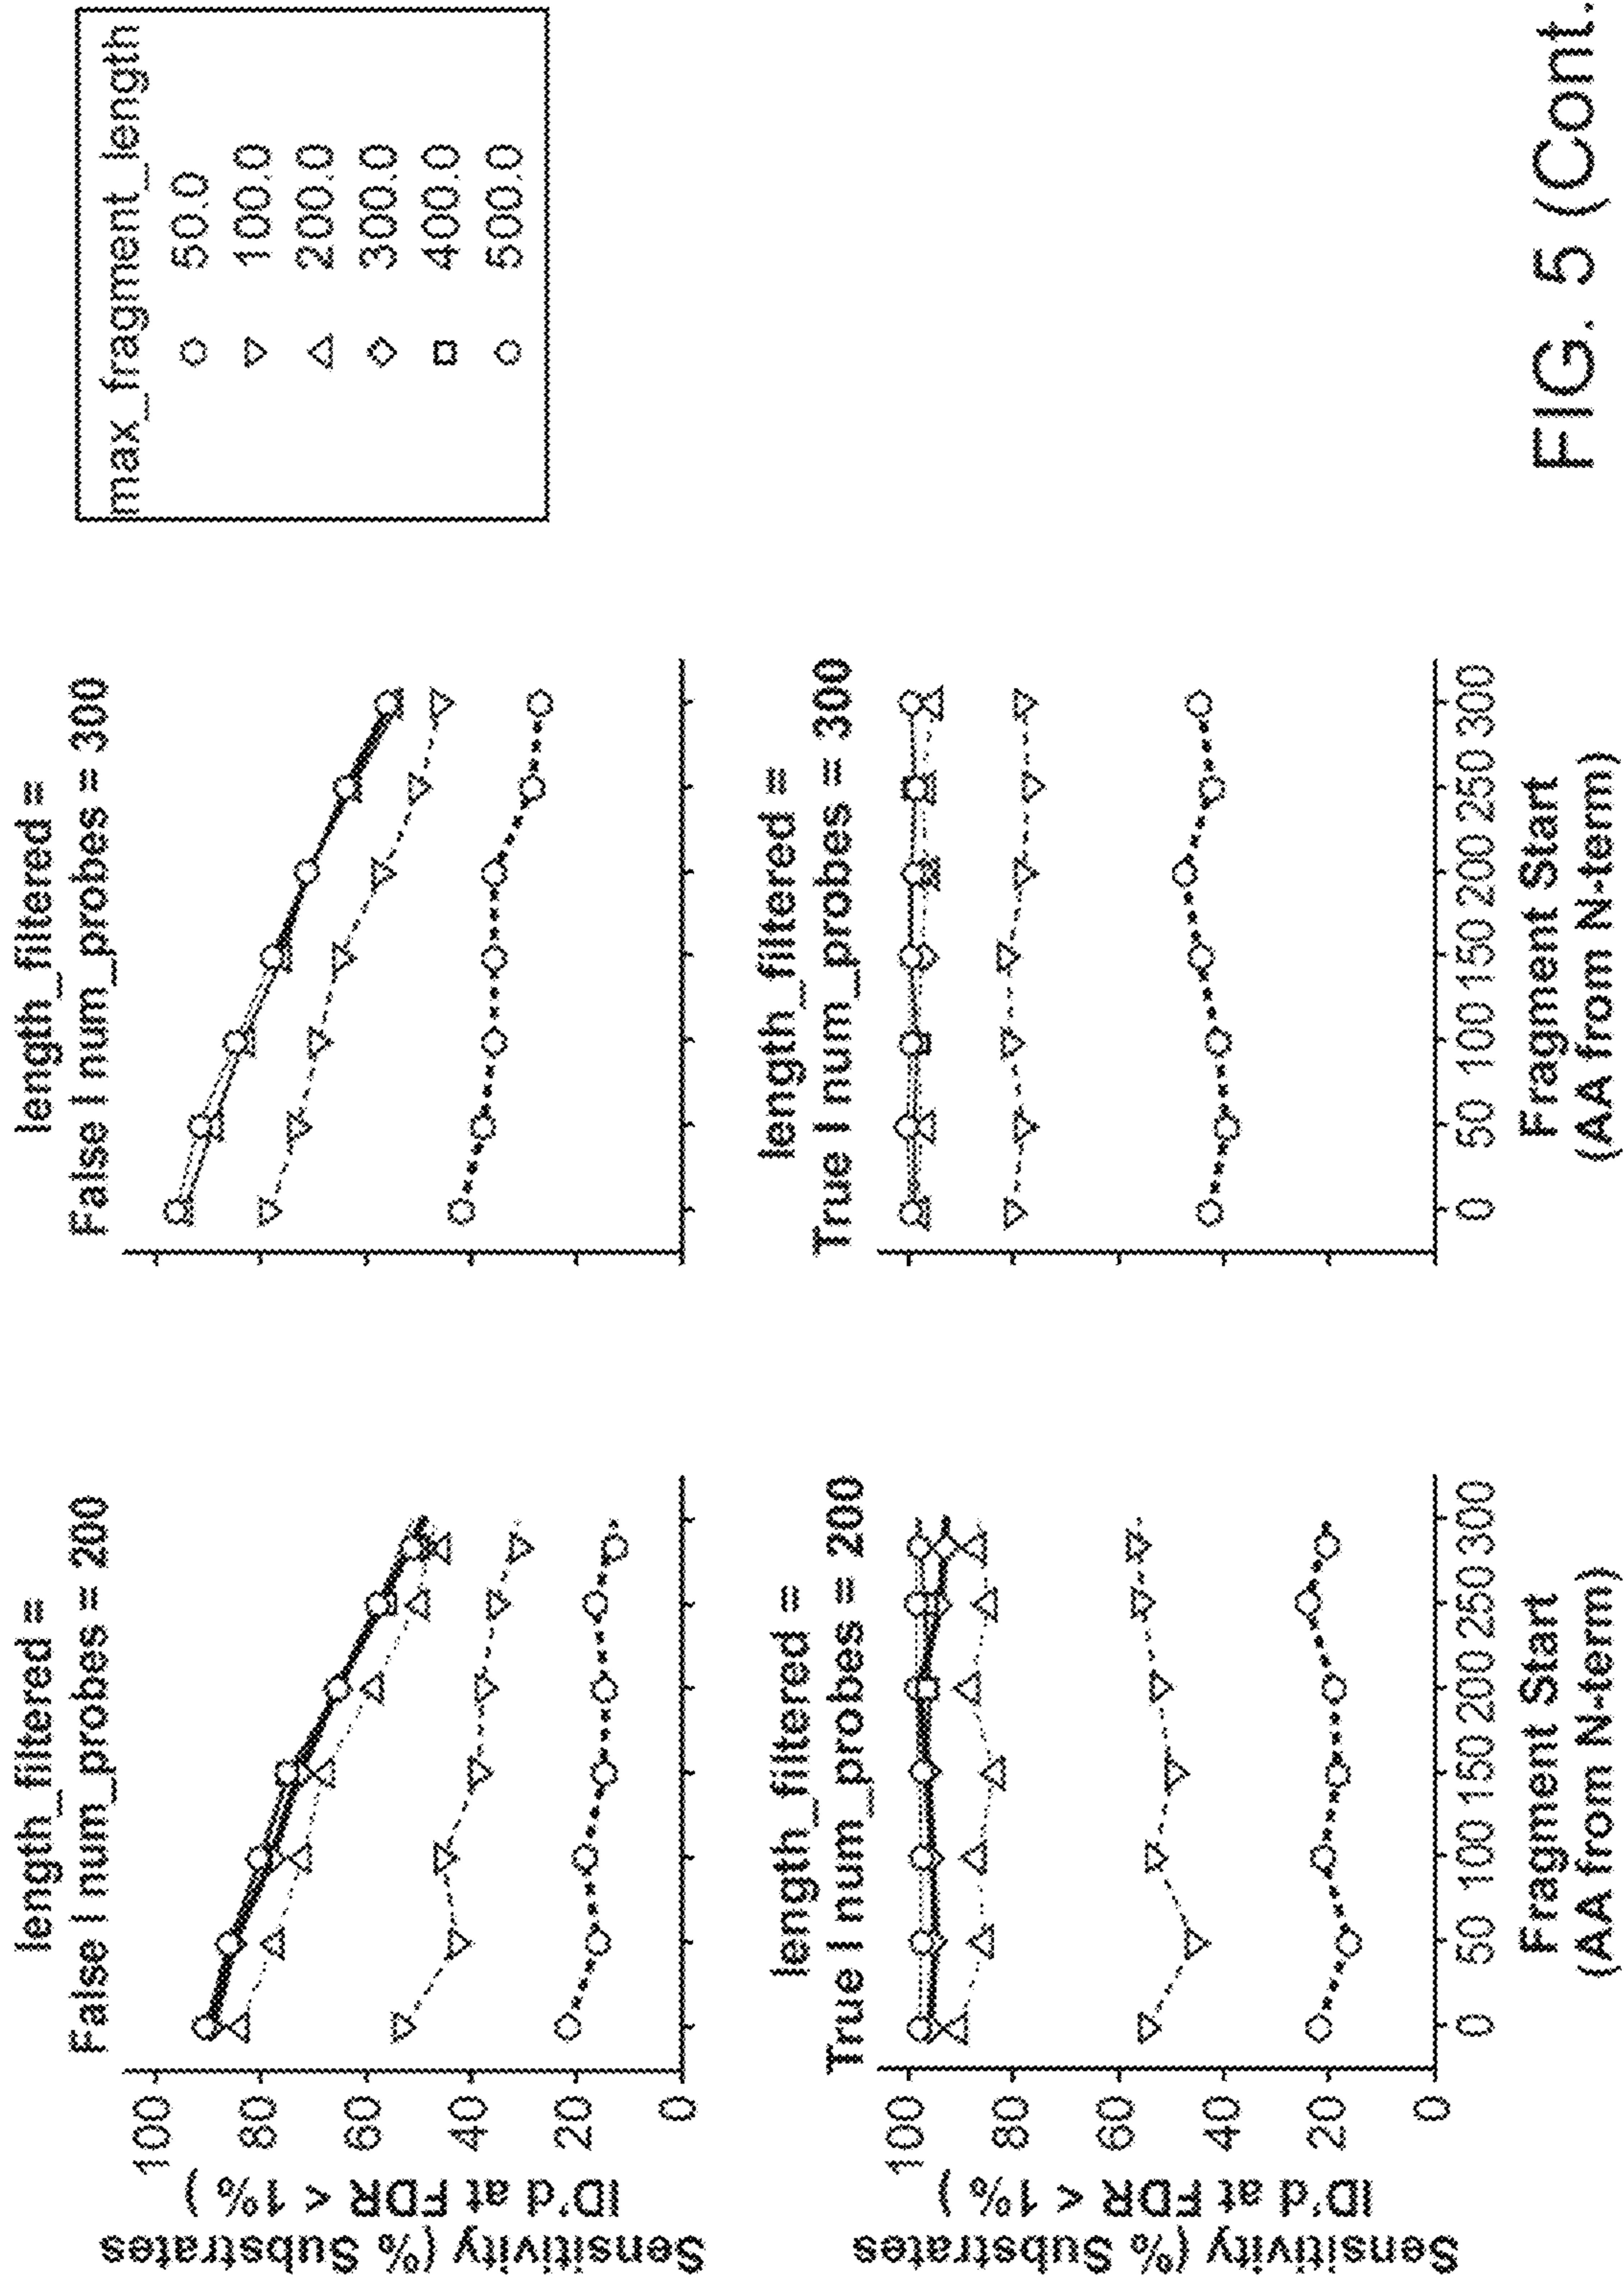 length_filtered =
False | num_probes = 200
length_filtered =
False | num_probes = 300
max_fragment_length
50.0
100.0
200.0
300.0
400.0
500.0
Sensitivity (% Substrates
ID'd at FDR < 1% )
100
80
60
40
20
0
length_filtered =
True | num_probes = 200
length_filtered =
True | num_probes = 300
Sensitivity (% Substrates
ID'd at FDR < 1% )
100
80
60
40
20
0
0 50 100 150 200 250 300
Fragment Start
(AA from N-term)
0 50 100 150 200 250 300
Fragment Start
(AA from N-term)
FIG. 5 (Cont.